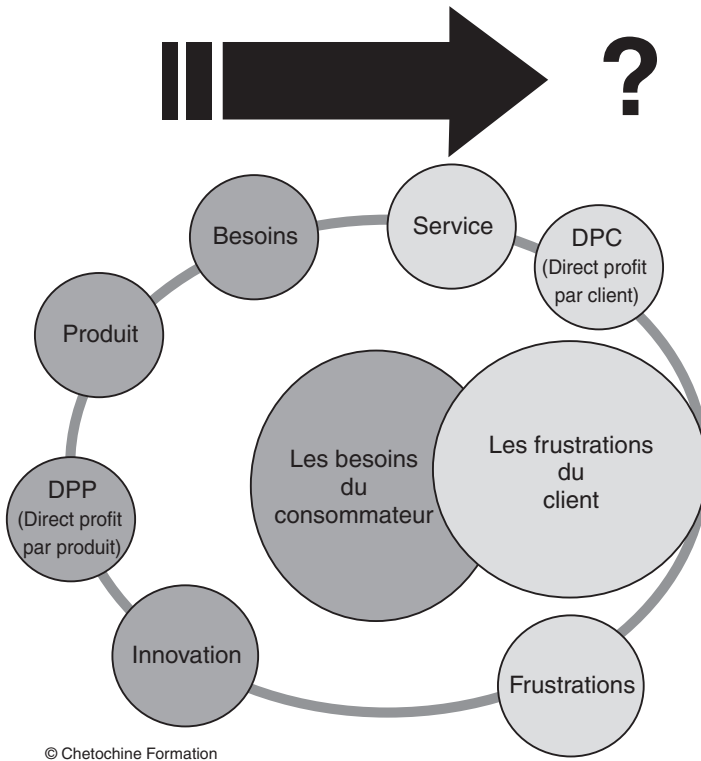 ?
Besoins
Service
DPC
(Direct profit
par client)
Produit
Les besoins
du
consommateur
Les frustrations
du
client
DPP
(Direct profit
par produit)
Innovation
Frustrations
© Chetochine Formation